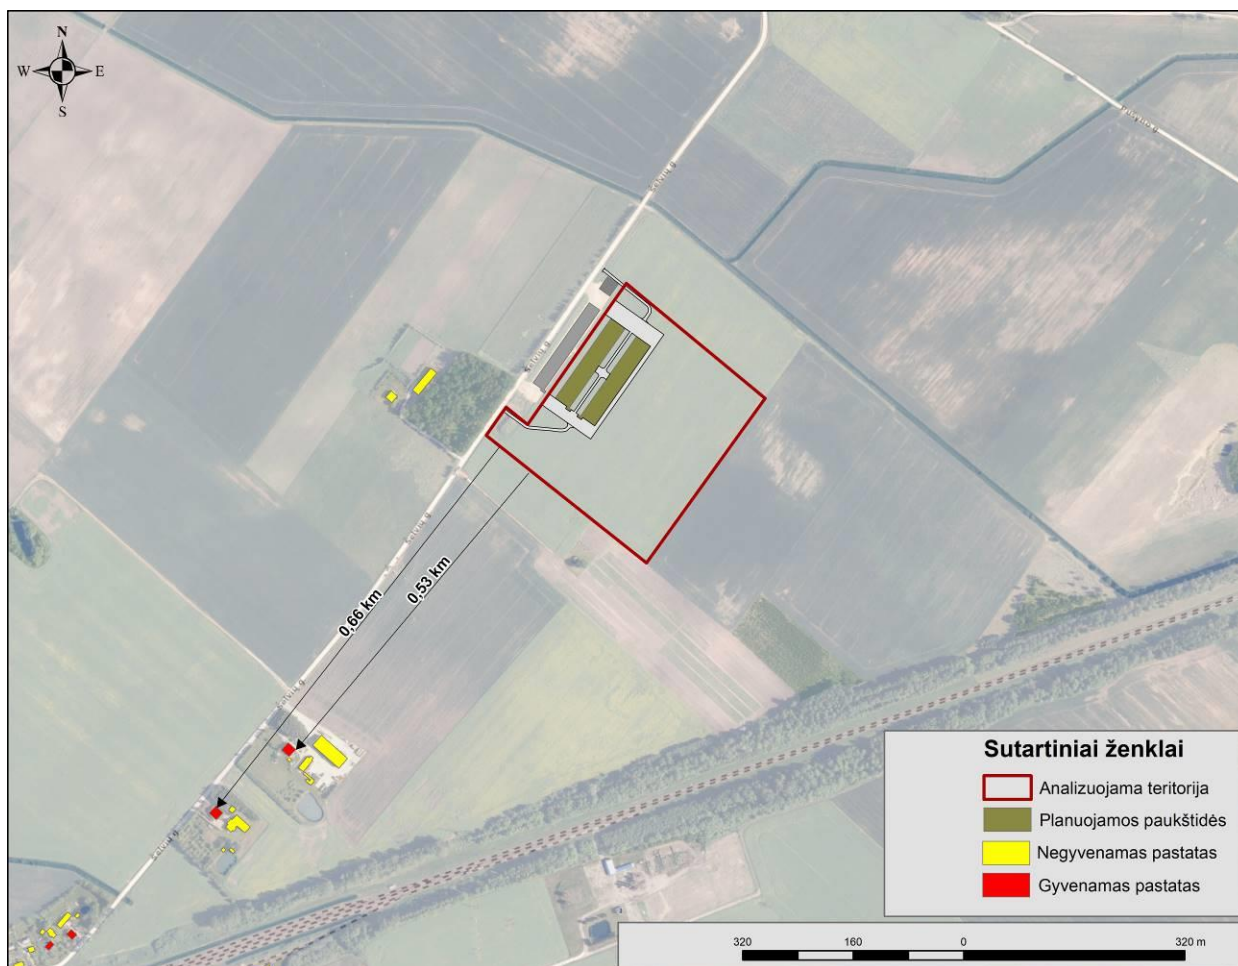 N
W E
S
0,66 km
0,53 km
Sutartiniai ženklai
Analizuojama teritorija
Planuojamos paukštidės
Negyvenamas pastatas
Gyvenamas pastatas
320 160 0 320 m